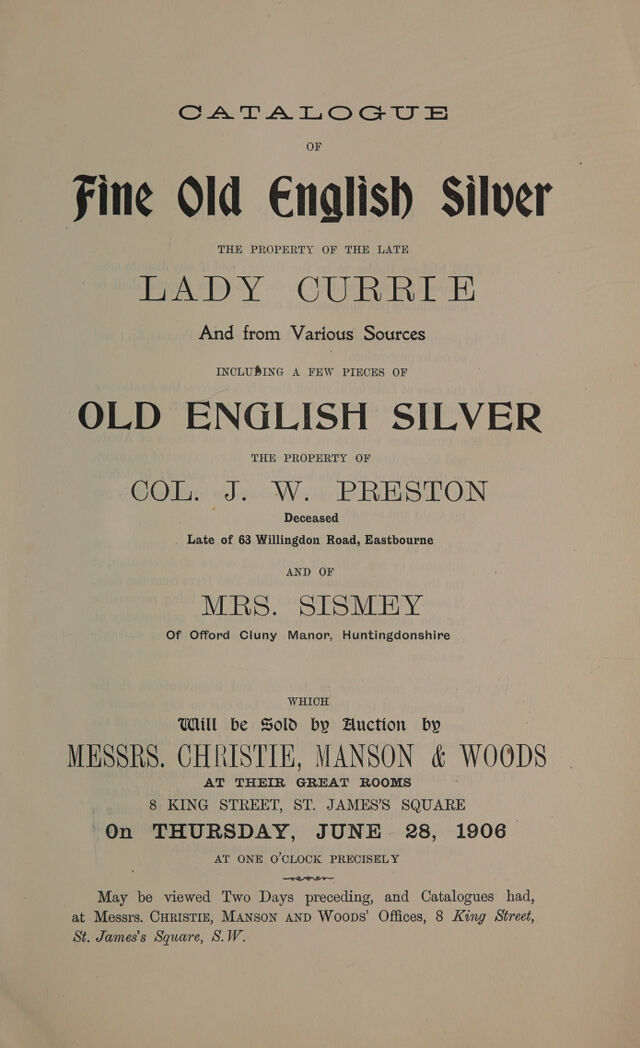 CATALOGUE
OF
Fine Old English Silver
THE PROPERTY OF THE LATE
LADY CURRIE
And from Various Sources
INCLUDING A FEW PIECES OF
OLD ENGLISH SILVER
THE PROPERTY OF
COL. J. W. PRESTON
Deceased
Late of 63 Willingdon Road, Eastbourne
AND OF
MRS. SISMEY
Of Offord Cluny Manor, Huntingdonshire
WHICH
Will be Sold by Auction by
MESSRS. CHRISTIE, MANSON & WOODS
AT THEIR GREAT ROOMS
8 KING STREET, ST. JAMES'S SQUARE
On THURSDAY, JUNE 28, 1906
AT ONE O'CLOCK PRECISELY
May be viewed Two Days preceding, and Catalogues had,
at Messrs. CHRISTIE, MANSON AND WOODS' Offices, 8 King Street,
St. James's Square, S.W.